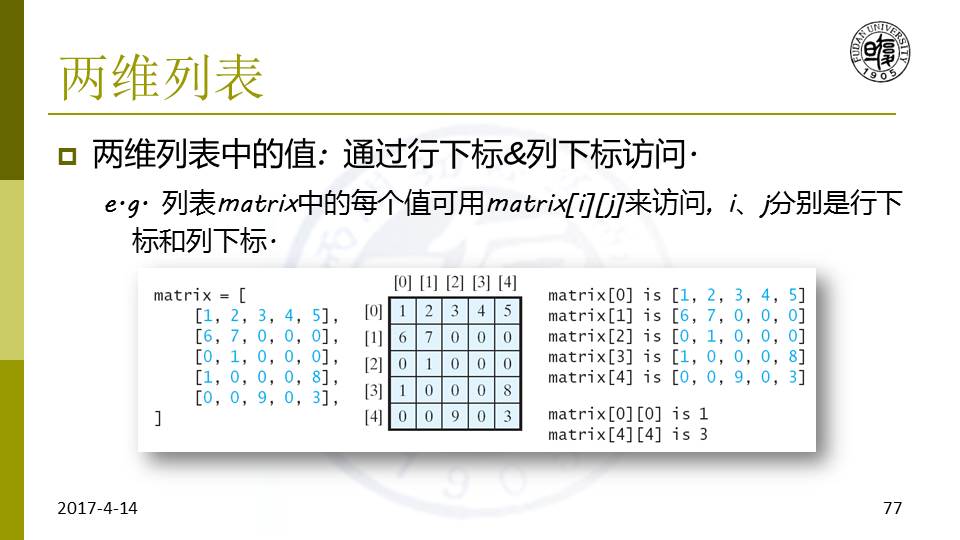 两维列表
FUDAN UNIVERSITY
1905
两维列表中的值：通过行下标&列下标访问.
e.g. 列表matrix中的每个值可用matrix[i][j]来访问，i、j分别是行下
标和列下标.
matrix = [
[1, 2, 3, 4, 5],
[6, 7, 0, 0, 0],
[0, 1, 0, 0, 0],
[1, 0, 0, 0, 8],
[0, 0, 9, 0, 3],
]
[0] [1] [2] [3] [4]
[0] 1 2 3 4 5
[1] 6 7 0 0 0
[2] 0 1 0 0 0
[3] 1 0 0 0 8
[4] 0 0 9 0 3
matrix[0] is [1, 2, 3, 4, 5]
matrix[1] is [6, 7, 0, 0, 0]
matrix[2] is [0, 1, 0, 0, 0]
matrix[3] is [1, 0, 0, 0, 8]
matrix[4] is [0, 0, 9, 0, 3]
matrix[0][0] is 1
matrix[4][4] is 3
2017-4-14
77